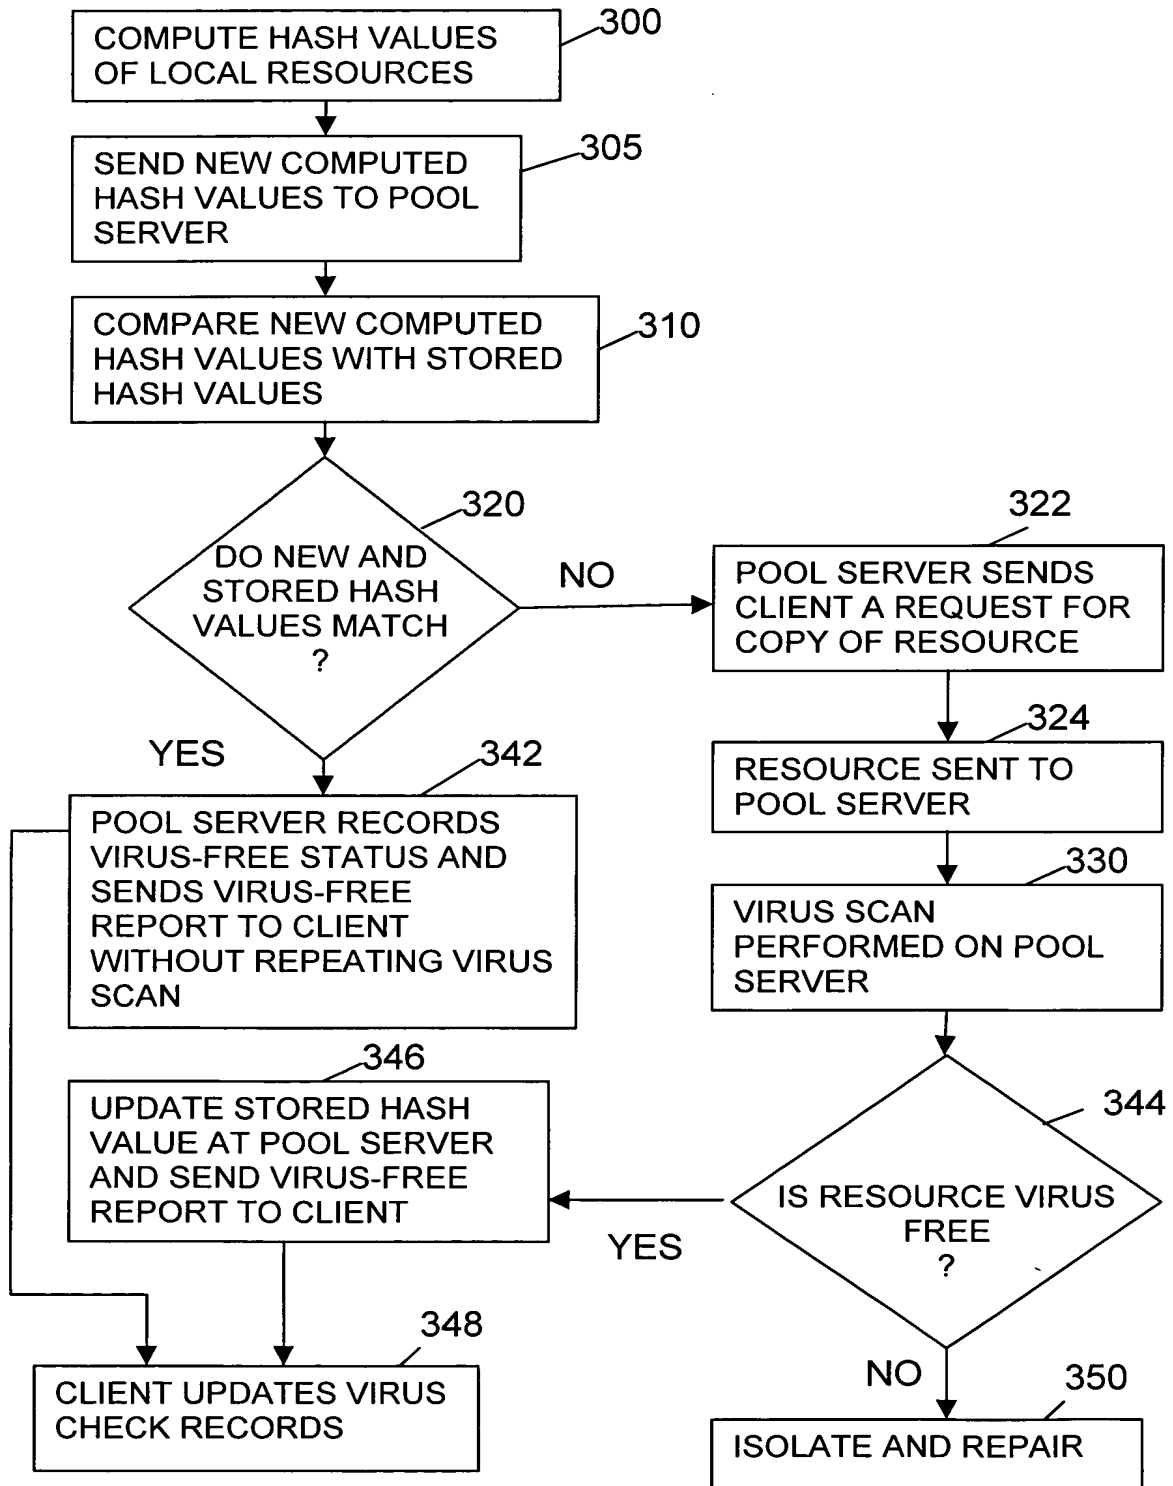 COMPUTE HASH VALUES
OF LOCAL RESOURCES
300
SEND NEW COMPUTED
HASH VALUES TO POOL
SERVER
305
COMPARE NEW COMPUTED
HASH VALUES WITH STORED
HASH VALUES
310
DO NEW AND
STORED HASH
VALUES MATCH
?
320
NO
YES
322
POOL SERVER SENDS
CLIENT A REQUEST FOR
COPY OF RESOURCE
324
RESOURCE SENT TO
POOL SERVER
330
VIRUS SCAN
PERFORMED ON POOL
SERVER
342
POOL SERVER RECORDS
VIRUS-FREE STATUS AND
SENDS VIRUS-FREE
REPORT TO CLIENT
WITHOUT REPEATING VIRUS
SCAN
344
IS RESOURCE VIRUS
FREE
?
YES
NO
346
UPDATE STORED HASH
VALUE AT POOL SERVER
AND SEND VIRUS-FREE
REPORT TO CLIENT
348
CLIENT UPDATES VIRUS
CHECK RECORDS
350
ISOLATE AND REPAIR